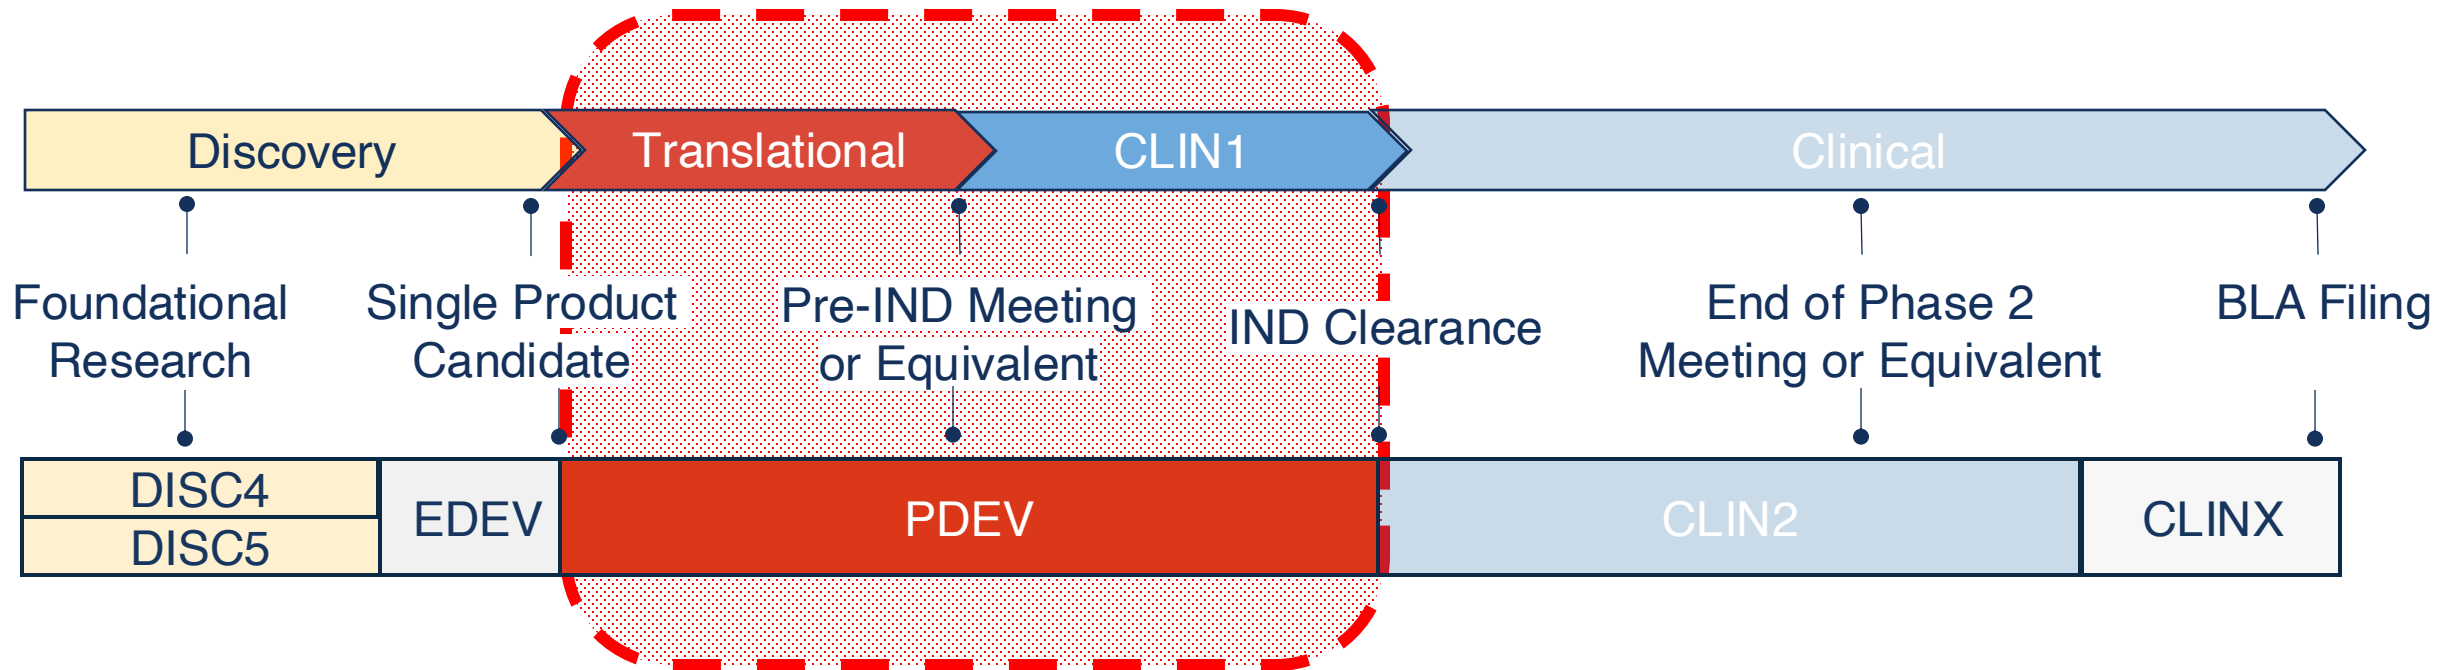 Discovery
Translational
CLIN1
Clinical
Foundational
Research
Single Product
Candidate
Pre-IND Meeting
or Equivalent
IND Clearance
End of Phase 2
Meeting or Equivalent
BLA Filing
DISC4
DISC5
EDEV
PDEV
CLIN2
CLINX